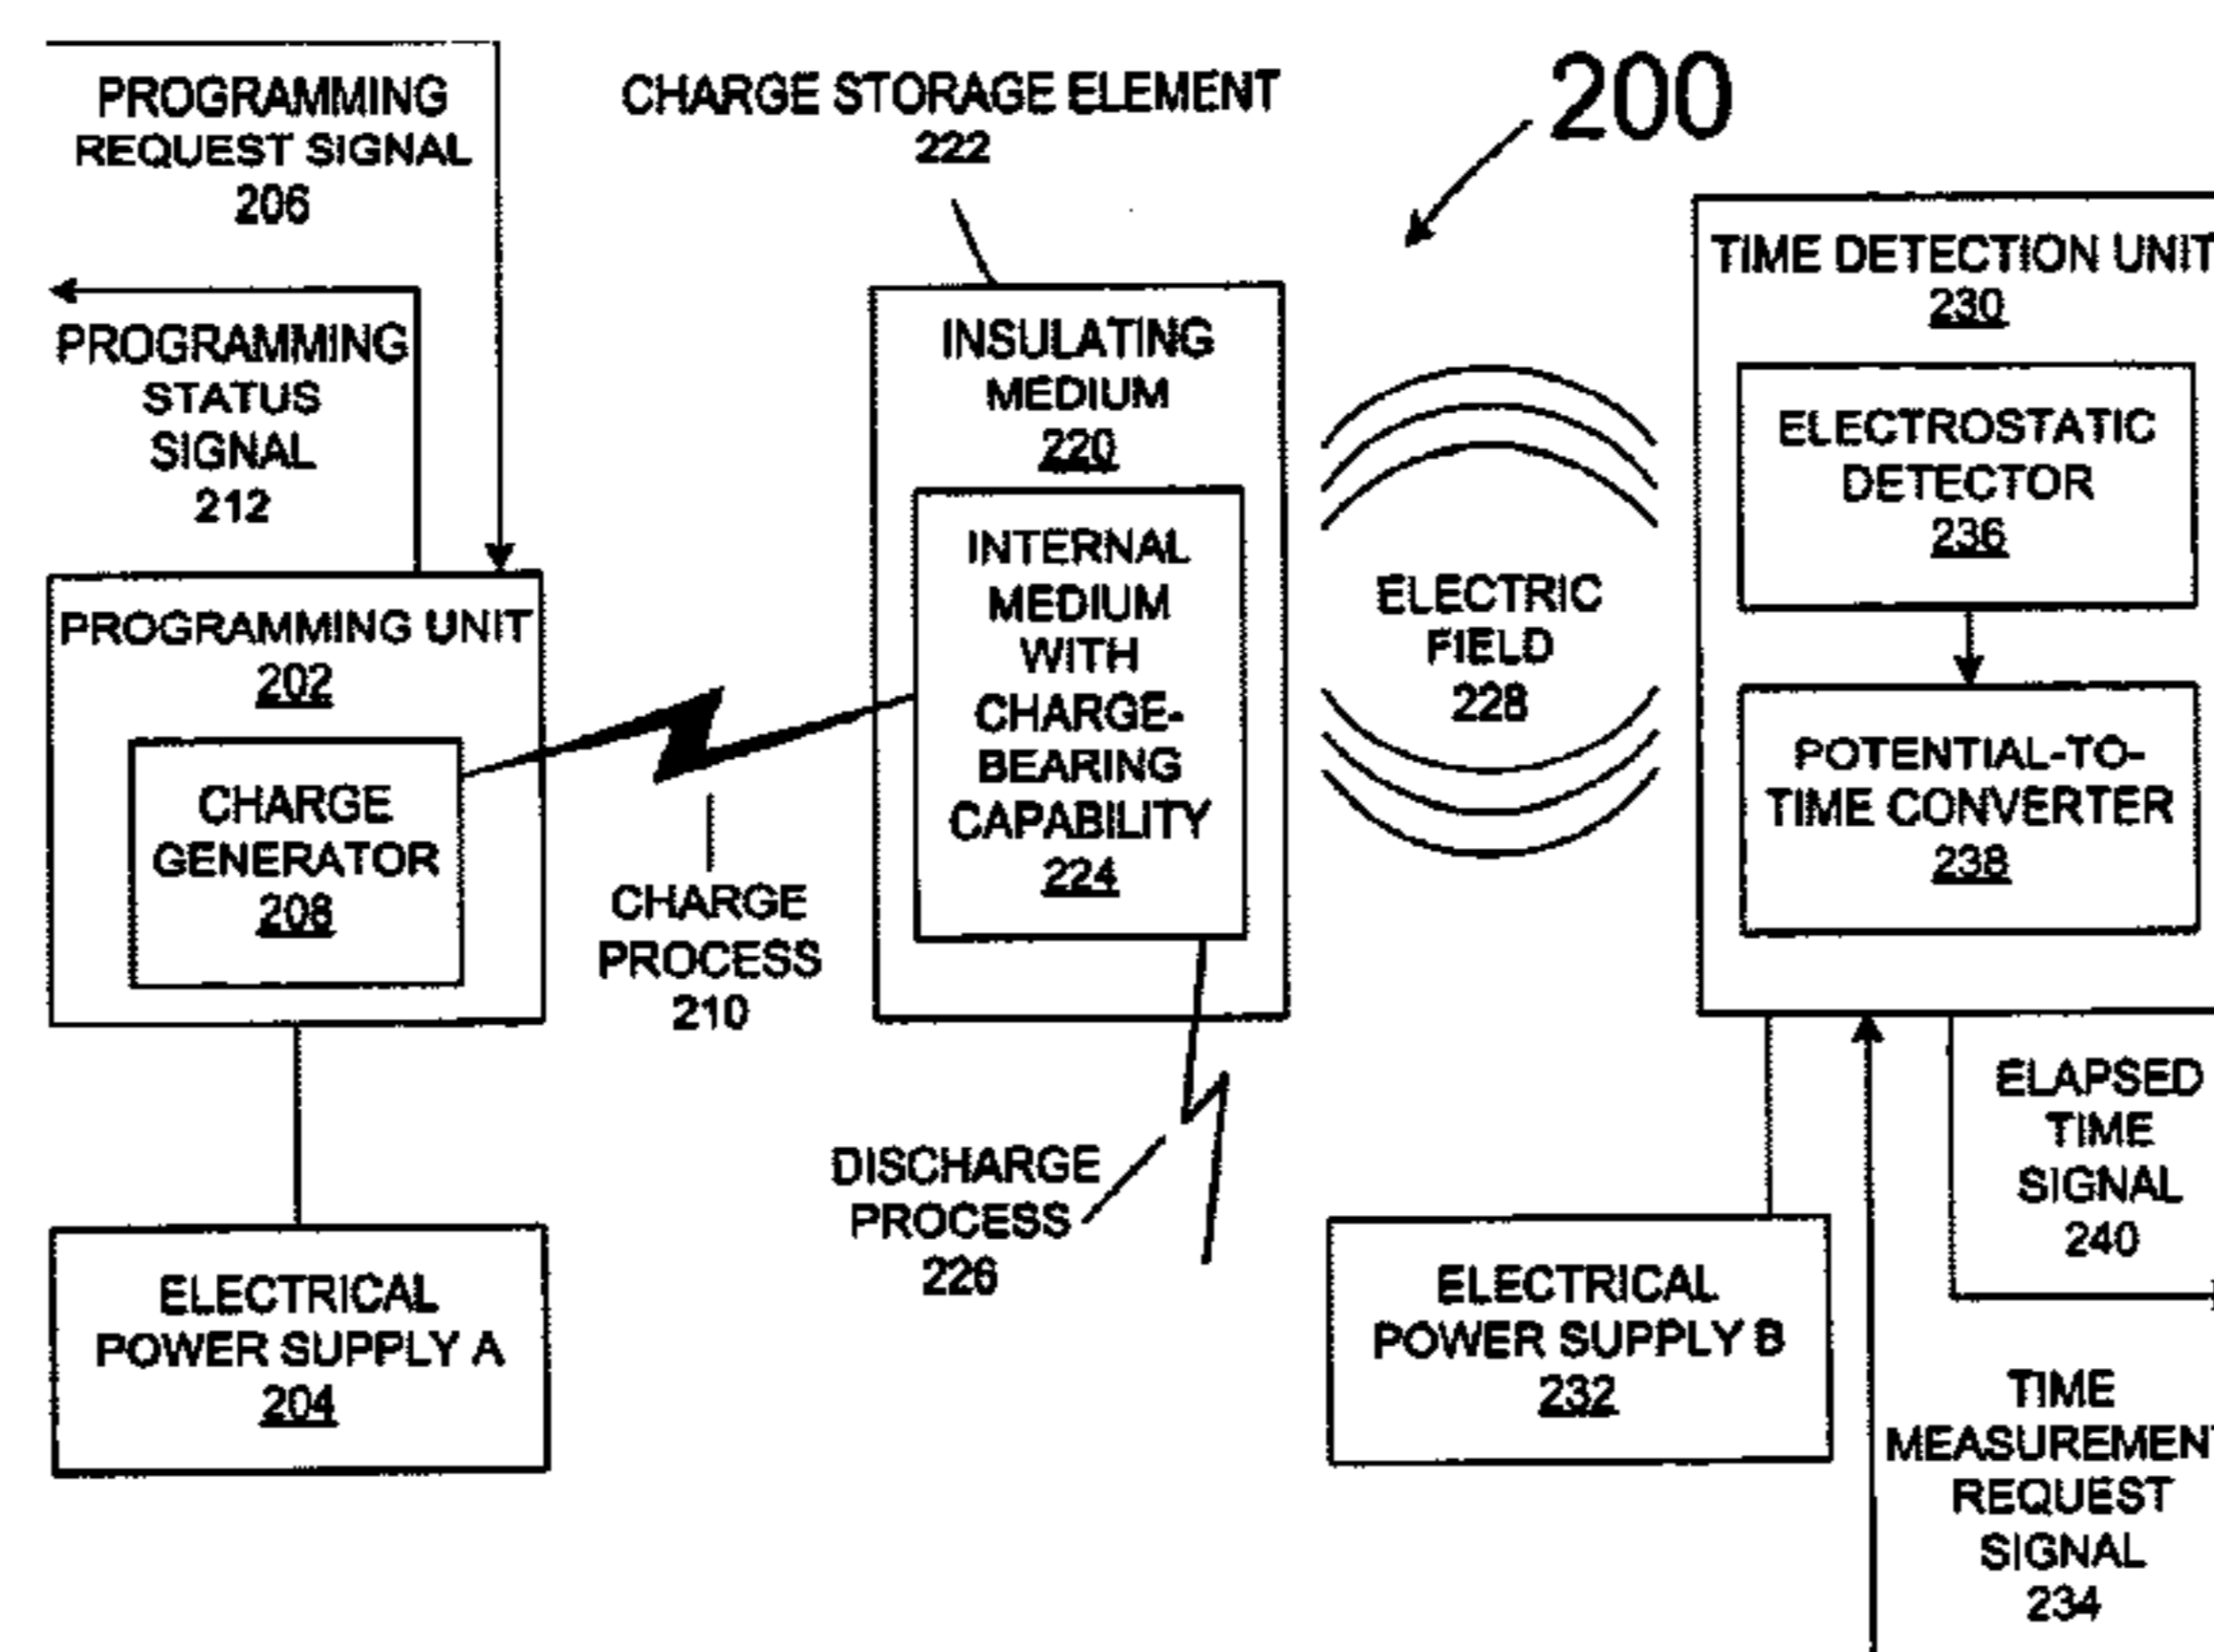 PROGRAMMING
REQUEST SIGNAL
206
PROGRAMMING
STATUS
SIGNAL
212
PROGRAMMING UNIT
202
CHARGE
GENERATOR
208
ELECTRICAL
POWER SUPPLY A
204
CHARGE
PROCESS
210
CHARGE STORAGE ELEMENT
222
INSULATING
MEDIUM
220
INTERNAL
MEDIUM
WITH
CHARGE-
BEARING
CAPABILITY
224
DISCHARGE
PROCESS
226
200
ELECTRIC
FIELD
228
TIME DETECTION UNIT
230
ELECTROSTATIC
DETECTOR
236
POTENTIAL-TO-
TIME CONVERTER
238
ELECTRICAL
POWER SUPPLY B
232
ELAPSED
TIME
SIGNAL
240
TIME
MEASUREMENT
REQUEST
SIGNAL
234